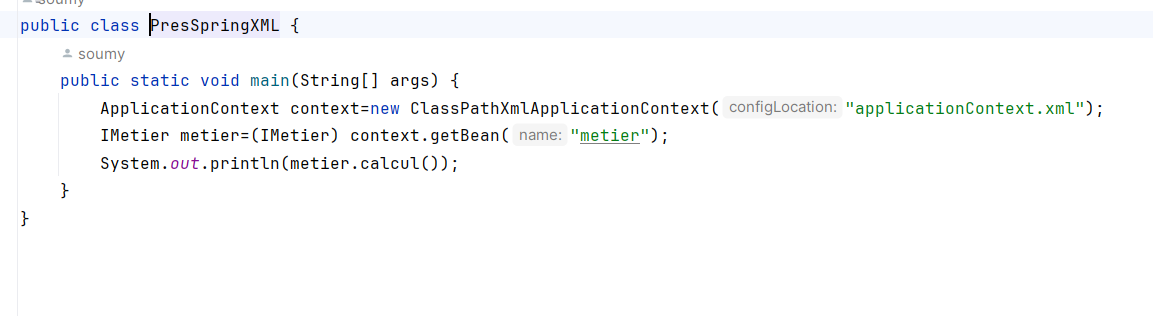 soumy
public class PresSpringXML {
soumy
public static void main(String[] args) {
ApplicationContext context=new ClassPathXmlApplicationContext( configLocation: "applicationContext.xml");
IMetier metier=(IMetier) context.getBean( name: "metier");
System.out.println(metier.calcul());
}
}